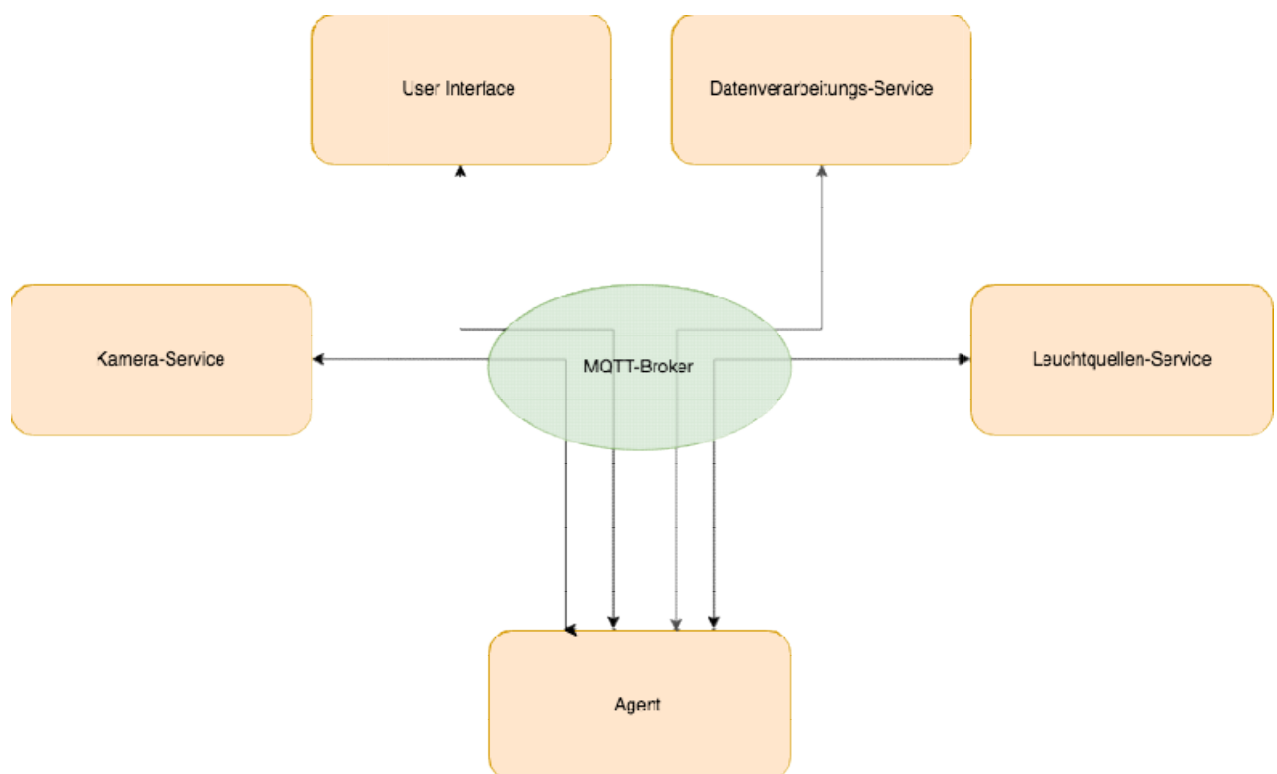 User Interface
Datenverarbeitungs-Service
Kamera-Service
MQTT-Broker
Leuchtquellen-Service
Agent